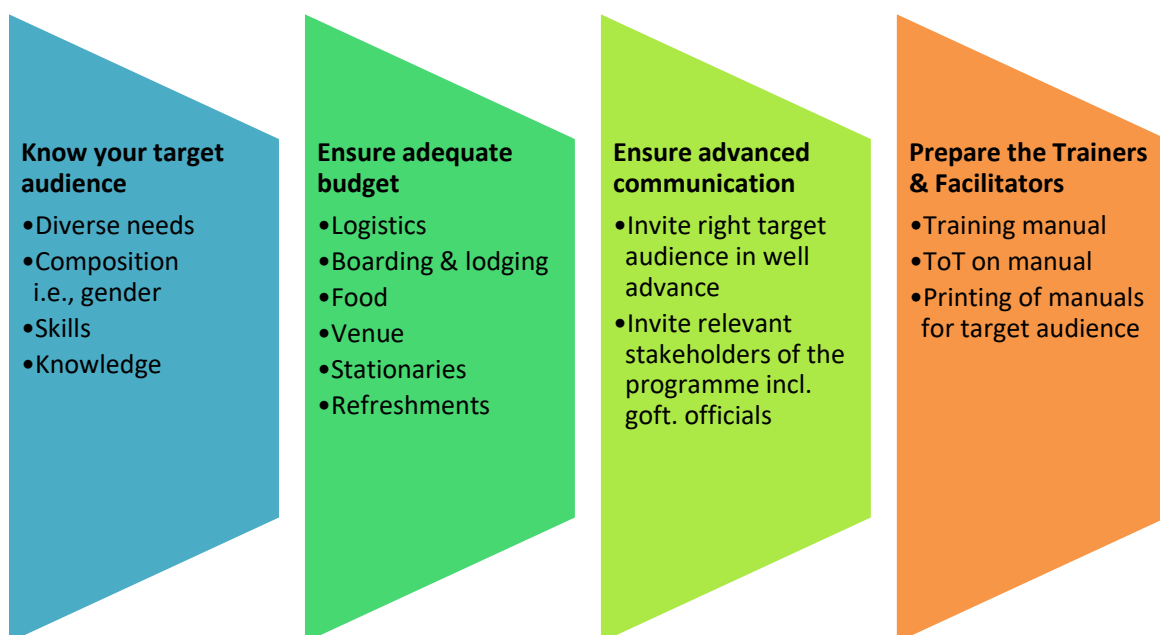 Know your target
audience
•Diverse needs
•Composition
i.e., gender
•Skills
•Knowledge
Ensure adequate
budget
•Logistics
•Boarding & lodging
•Food
•Venue
•Stationaries
•Refreshments
Ensure advanced
communication
•Invite right target
audience in well
advance
•Invite relevant
stakeholders of the
programme incl.
goft. officials
Prepare the Trainers
& Facilitators
•Training manual
•ToT on manual
•Printing of manuals
for target audience